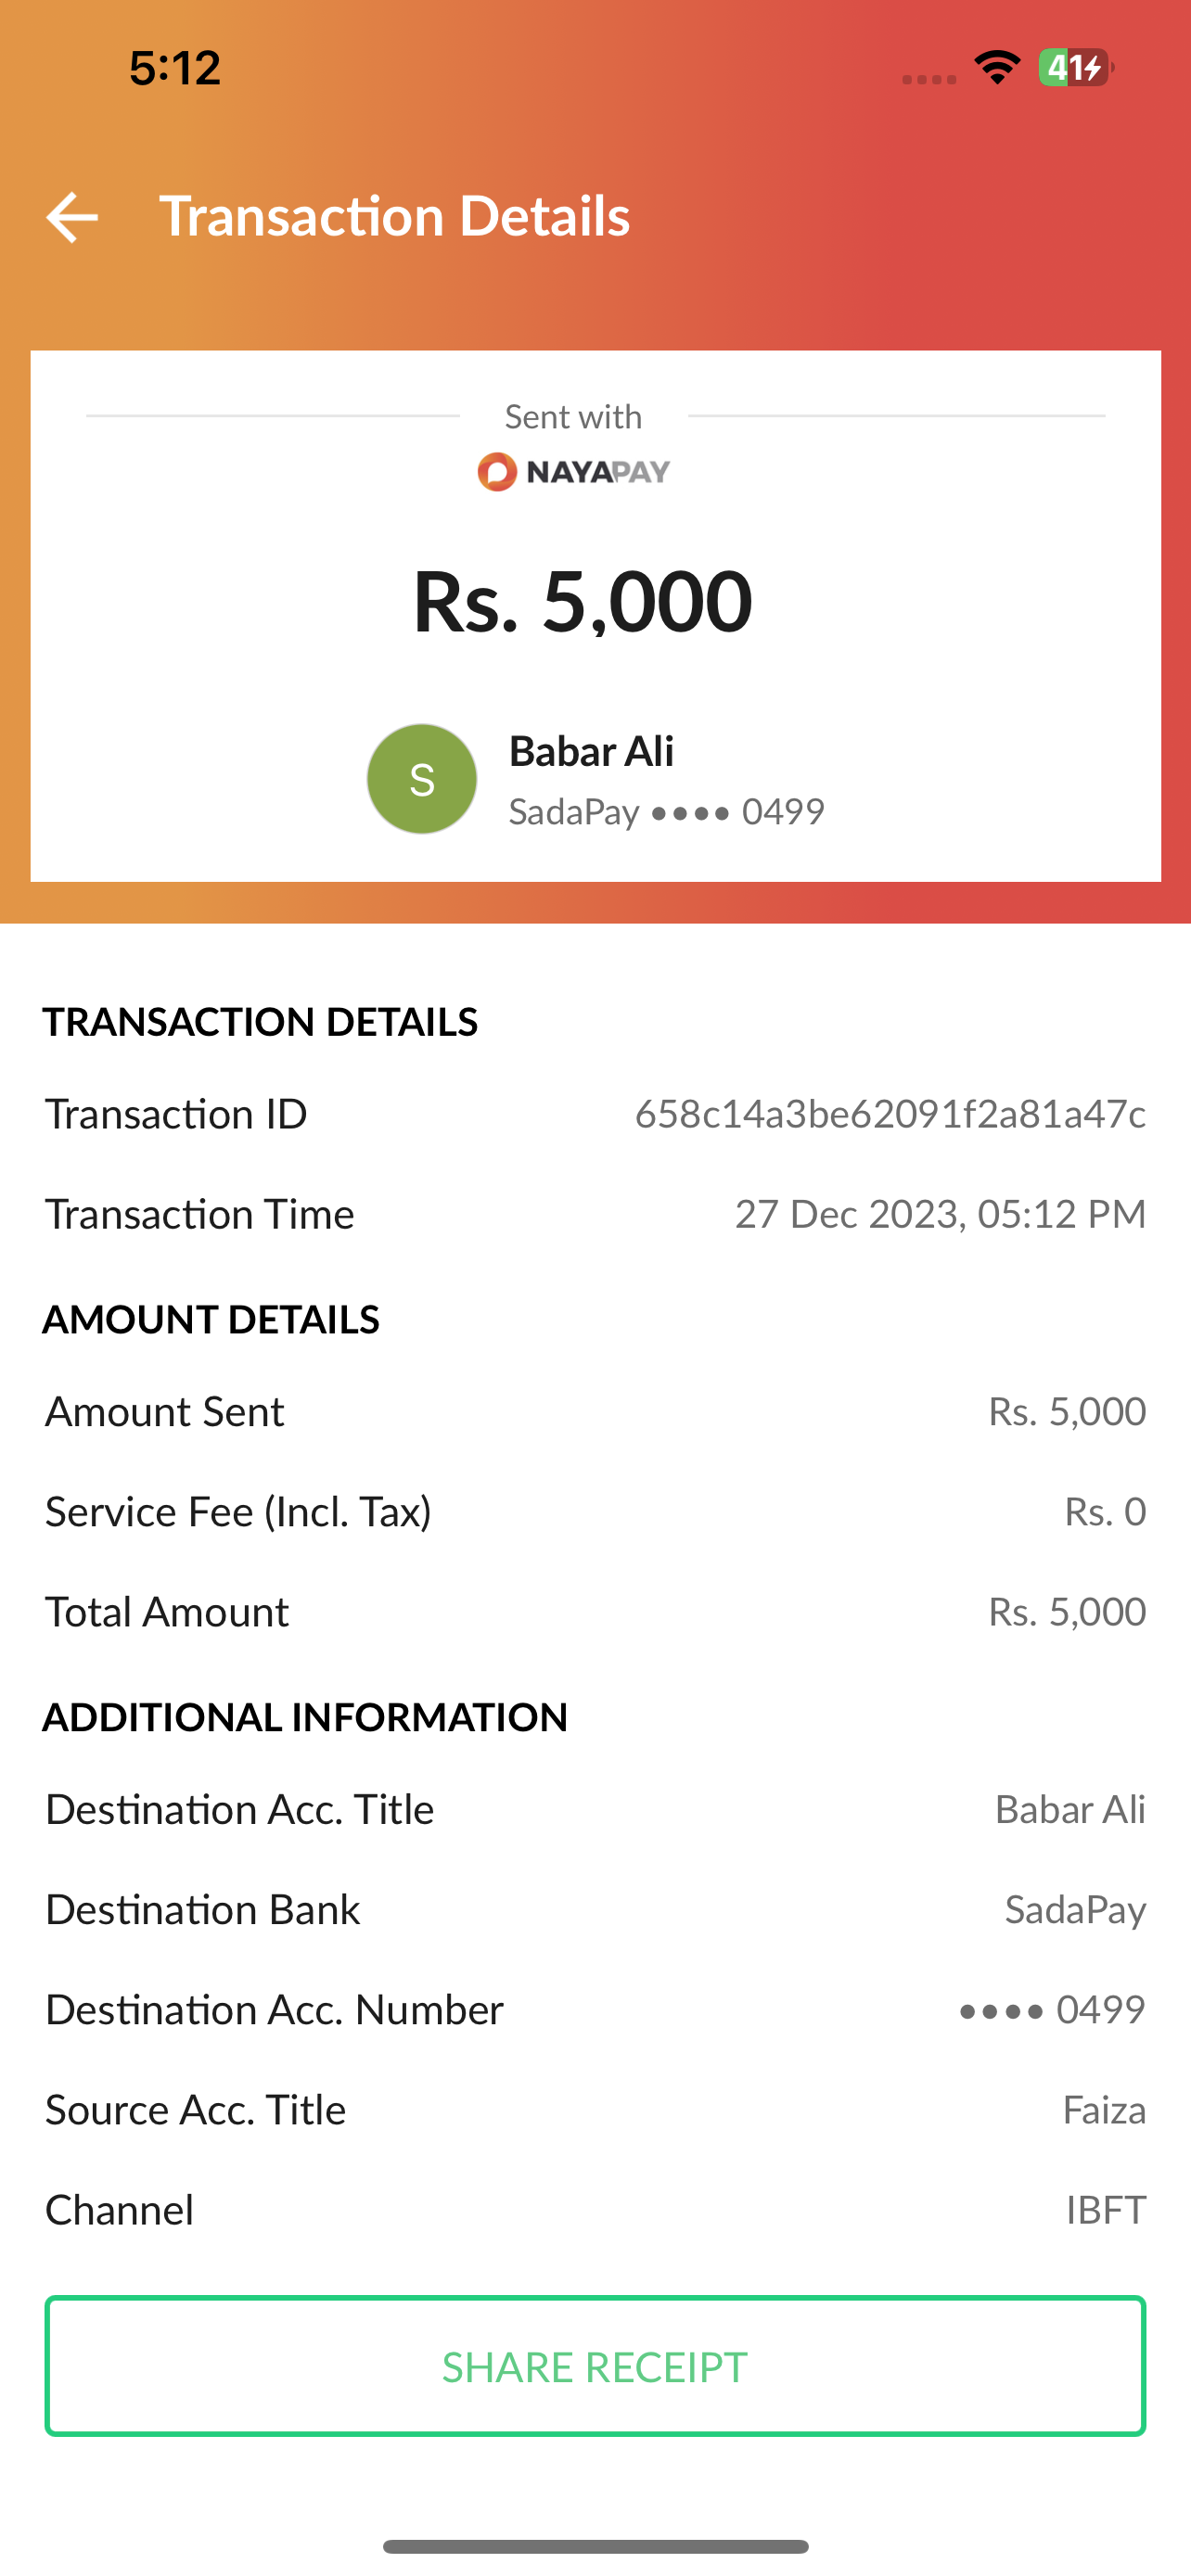 5:12
41
Transaction Details
Sent with
NAYAPAY
Rs. 5,000
S
Babar Ali
SadaPay •••• 0499
TRANSACTION DETAILS
Transaction ID 658c14a3be62091f2a81a47c
Transaction Time 27 Dec 2023, 05:12 PM
AMOUNT DETAILS
Amount Sent Rs. 5,000
Service Fee (Incl. Tax) Rs. 0
Total Amount Rs. 5,000
ADDITIONAL INFORMATION
Destination Acc. Title Babar Ali
Destination Bank SadaPay
Destination Acc. Number •••• 0499
Source Acc. Title Faiza
Channel IBFT
SHARE RECEIPT